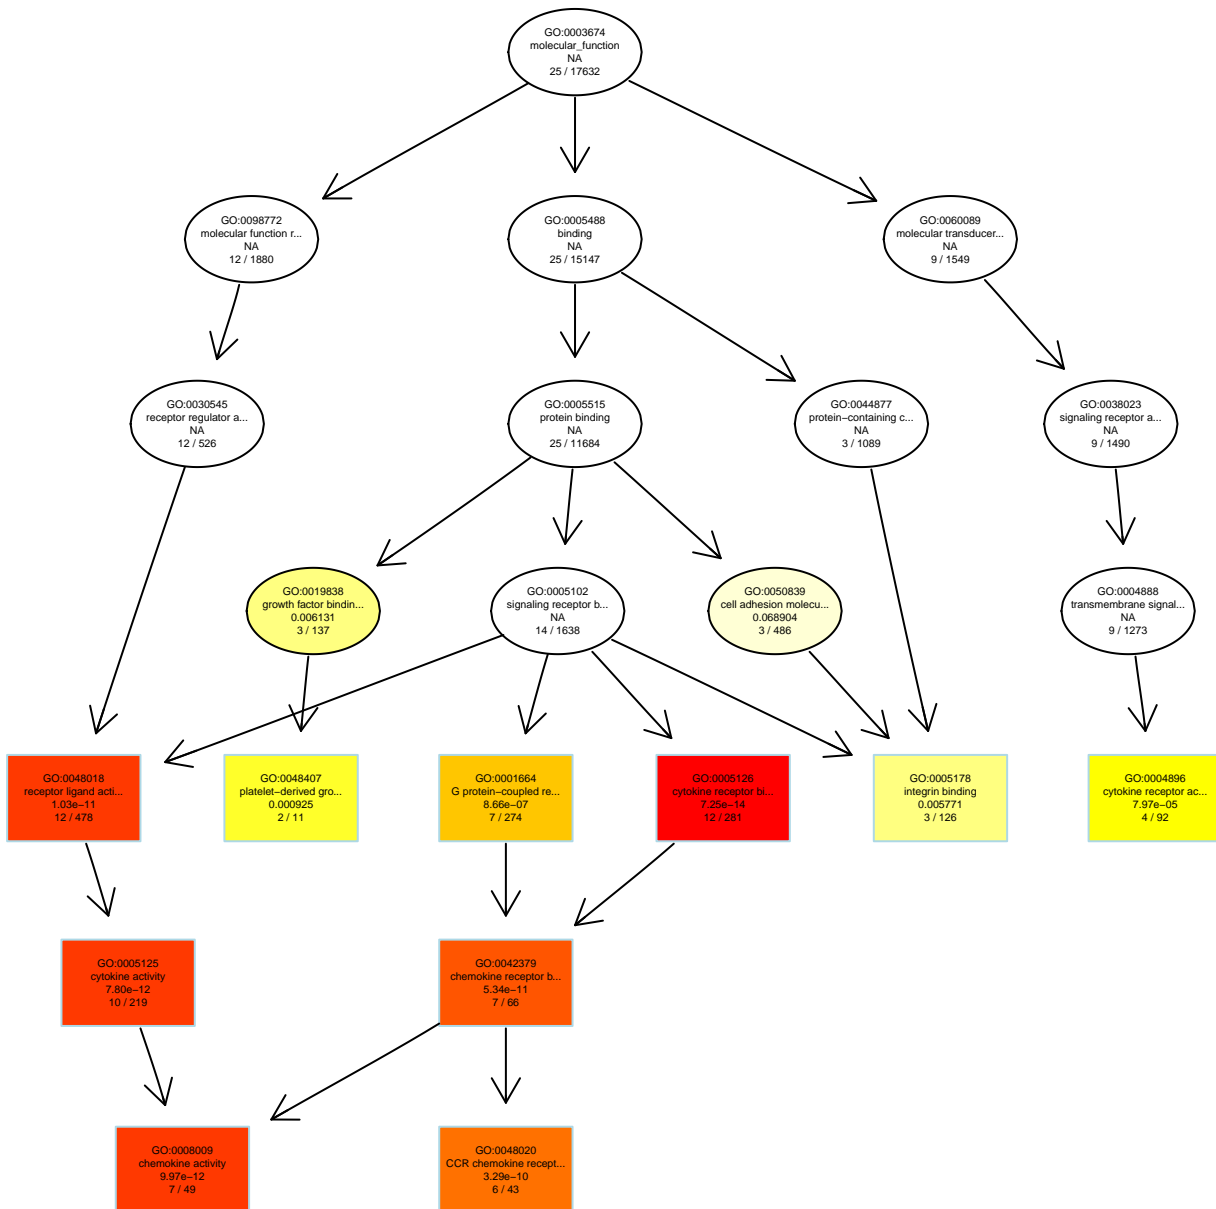 GO:0003674
molecular_function
NA
25 / 17632
GO:0098772
molecular function r...
NA
12 / 1880
GO:0005488
binding
NA
25 / 15147
GO:0060089
molecular transducer...
NA
9 / 1549
GO:0030545
receptor regulator a...
NA
12 / 526
GO:0005515
protein binding
NA
25 / 11684
GO:0044877
protein−containing c...
NA
3 / 1089
GO:0038023
signaling receptor a...
NA
9 / 1490
GO:0019838
growth factor bindin...
0.006131
3 / 137
GO:0005102
signaling receptor b...
NA
14 / 1638
GO:0050839
cell adhesion molecu...
0.068904
3 / 486
GO:0004888
transmembrane signal...
NA
9 / 1273
GO:0048018
receptor ligand acti...
1.03e−11
12 / 478
GO:0048407
platelet−derived gro...
0.000925
2 / 11
GO:0001664
G protein−coupled re...
8.66e−07
7 / 274
GO:0005126
cytokine receptor bi...
7.25e−14
12 / 281
GO:0005178
integrin binding
0.005771
3 / 126
GO:0004896
cytokine receptor ac...
7.97e−05
4 / 92
GO:0005125
cytokine activity
7.80e−12
10 / 219
GO:0042379
chemokine receptor b...
5.34e−11
7 / 66
GO:0008009
chemokine activity
9.97e−12
7 / 49
GO:0048020
CCR chemokine recept...
3.29e−10
6 / 43